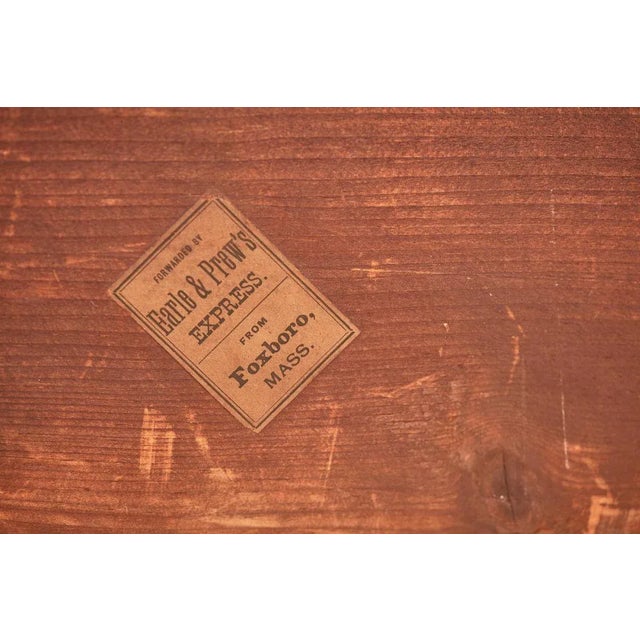 FORWARDED BY
Earle & Prew's
EXPRESS.
FROM
Foxboro,
MASS.